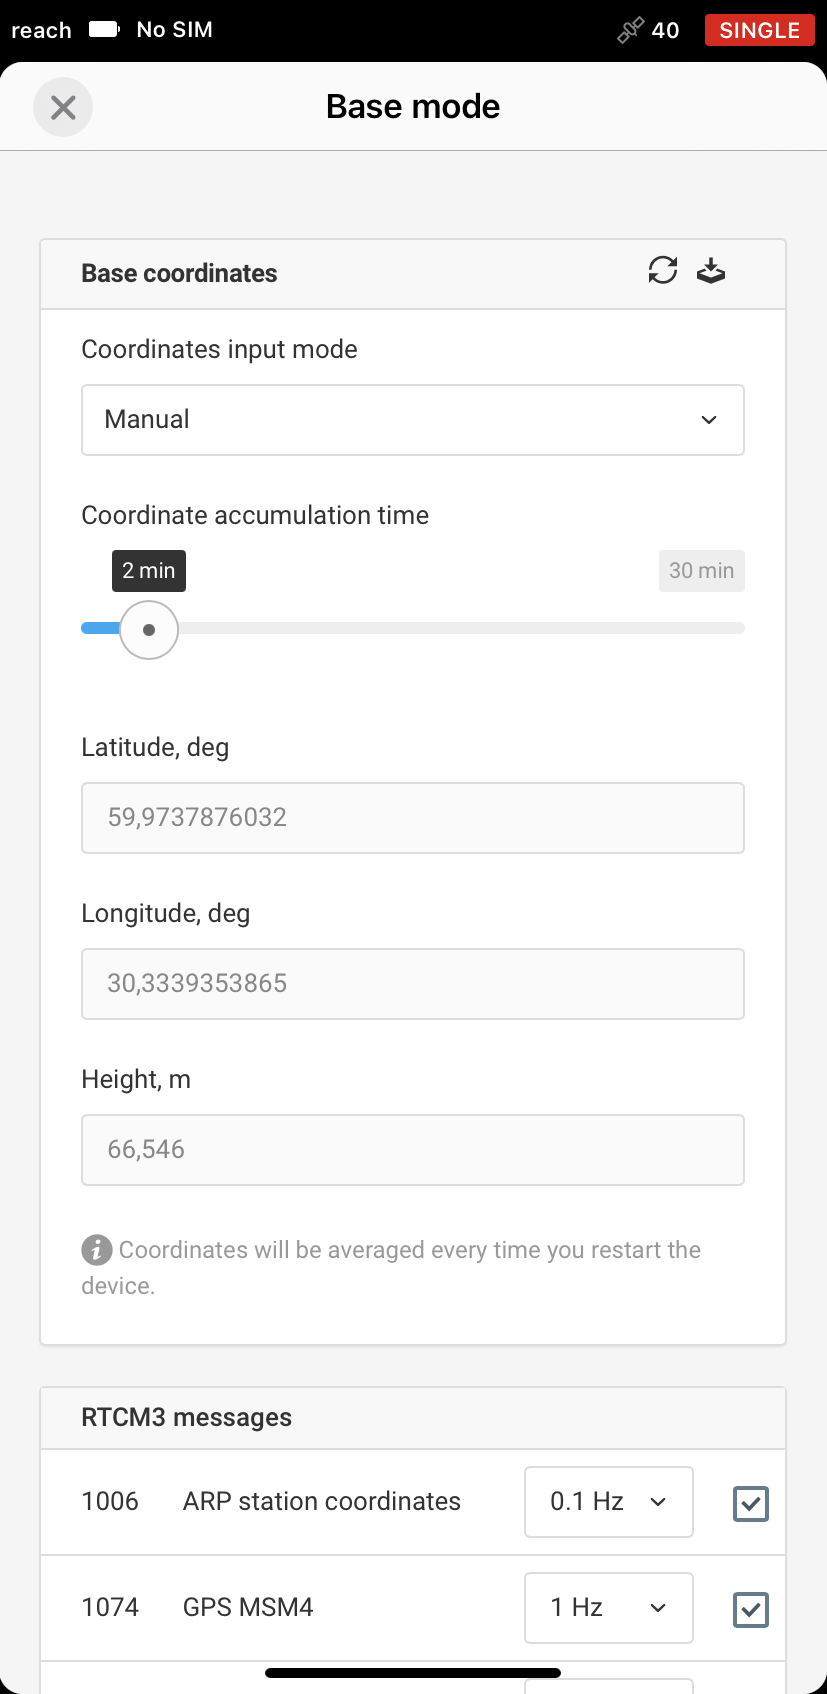 reach No SIM 40 SINGLE
Base mode
Base coordinates
Coordinates input mode
Manual
Coordinate accumulation time
2 min 30 min
Latitude, deg
59,9737876032
Longitude, deg
30,3339353865
Height, m
66,546
Coordinates will be averaged every time you restart the
device.
RTCM3 messages
1006 ARP station coordinates 0.1 Hz
1074 GPS MSM4 1 Hz